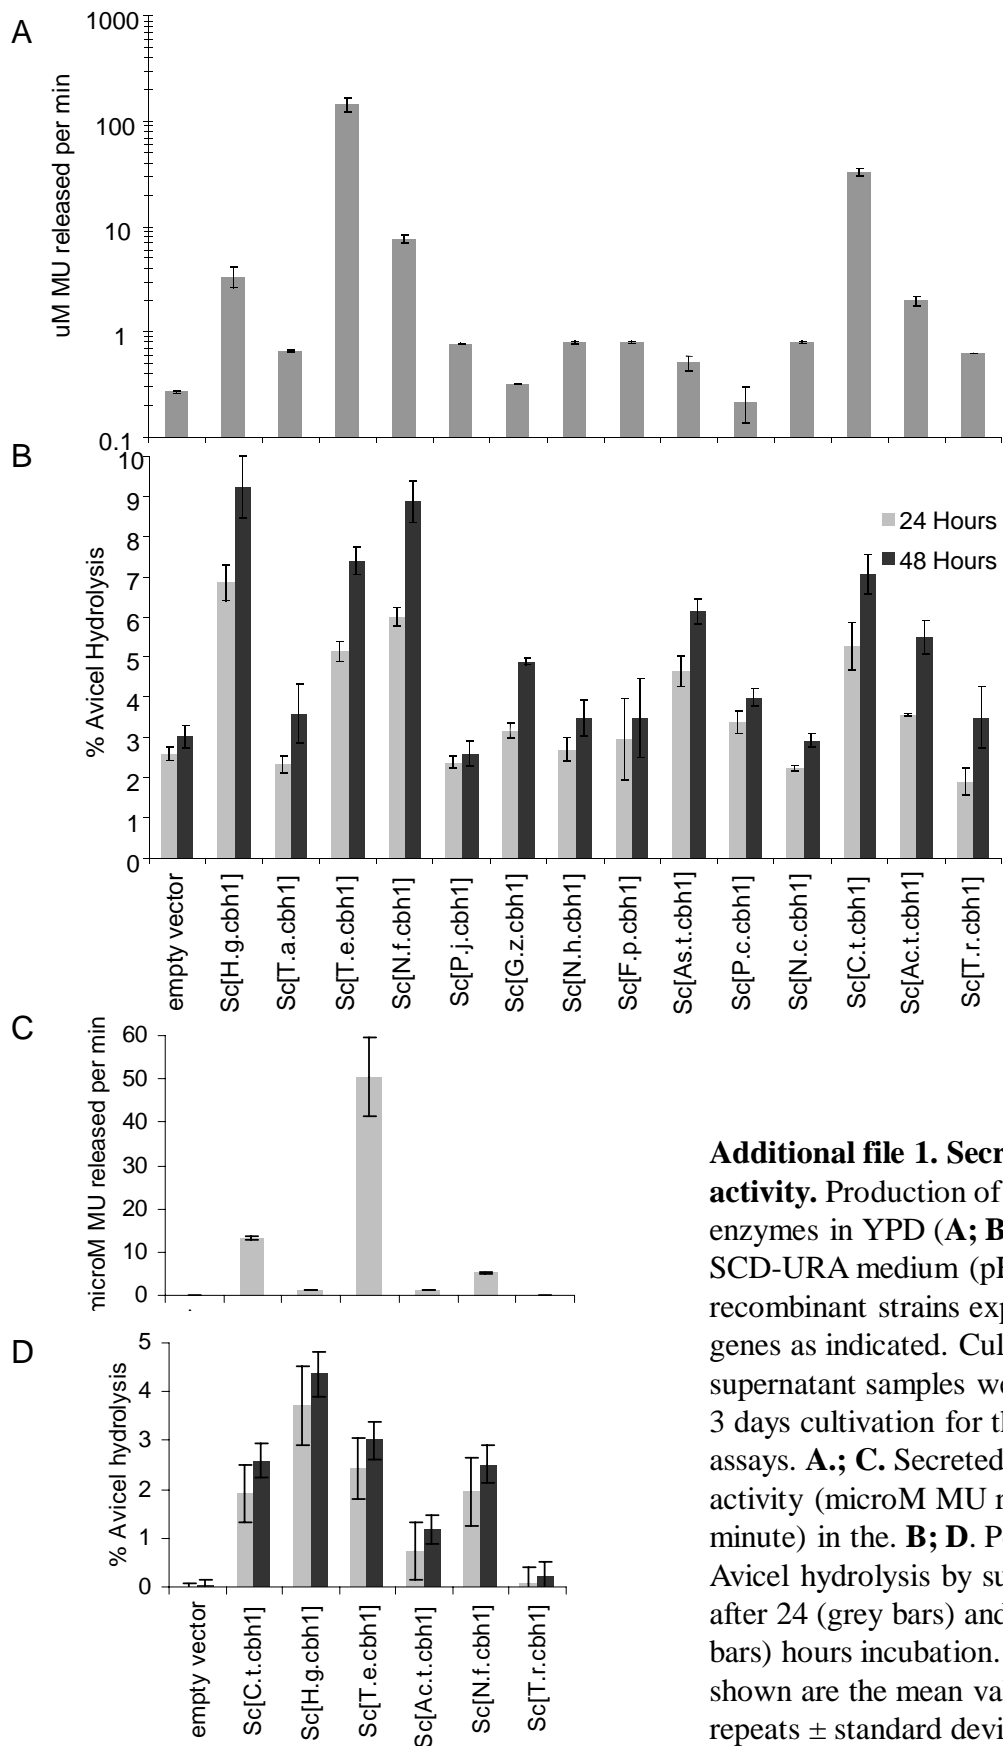 A
uM MU released per min
1000
100
10
1
0.1
B
% Avicel Hydrolysis
10
9
8
7
6
5
4
3
2
1
0
24 Hours
48 Hours
empty vector
Sc[H.g.cbh1]
Sc[T.a.cbh1]
Sc[T.e.cbh1]
Sc[N.f.cbh1]
Sc[P.j.cbh1]
Sc[G.z.cbh1]
Sc[N.h.cbh1]
Sc[F.p.cbh1]
Sc[As.t.cbh1]
Sc[P.c.cbh1]
Sc[N.c.cbh1]
Sc[C.t.cbh1]
Sc[Ac.t.cbh1]
Sc[T.r.cbh1]
C
microM MU released per min
60
50
40
30
20
10
0
D
% Avicel hydrolysis
5
4
3
2
1
0
empty vector
Sc[C.t.cbh1]
Sc[H.g.cbh1]
Sc[T.e.cbh1]
Sc[Ac.t.cbh1]
Sc[N.f.cbh1]
Sc[T.r.cbh1]
Additional file 1. Secr
activity. Production of
enzymes in YPD (A; B
SCD-URA medium (p
recombinant strains exp
genes as indicated. Cul
supernatant samples we
3 days cultivation for th
assays. A.; C. Secreted
activity (microM MU r
minute) in the. B; D. P
Avicel hydrolysis by su
after 24 (grey bars) and
bars) hours incubation.
shown are the mean va
repeats ± standard devi